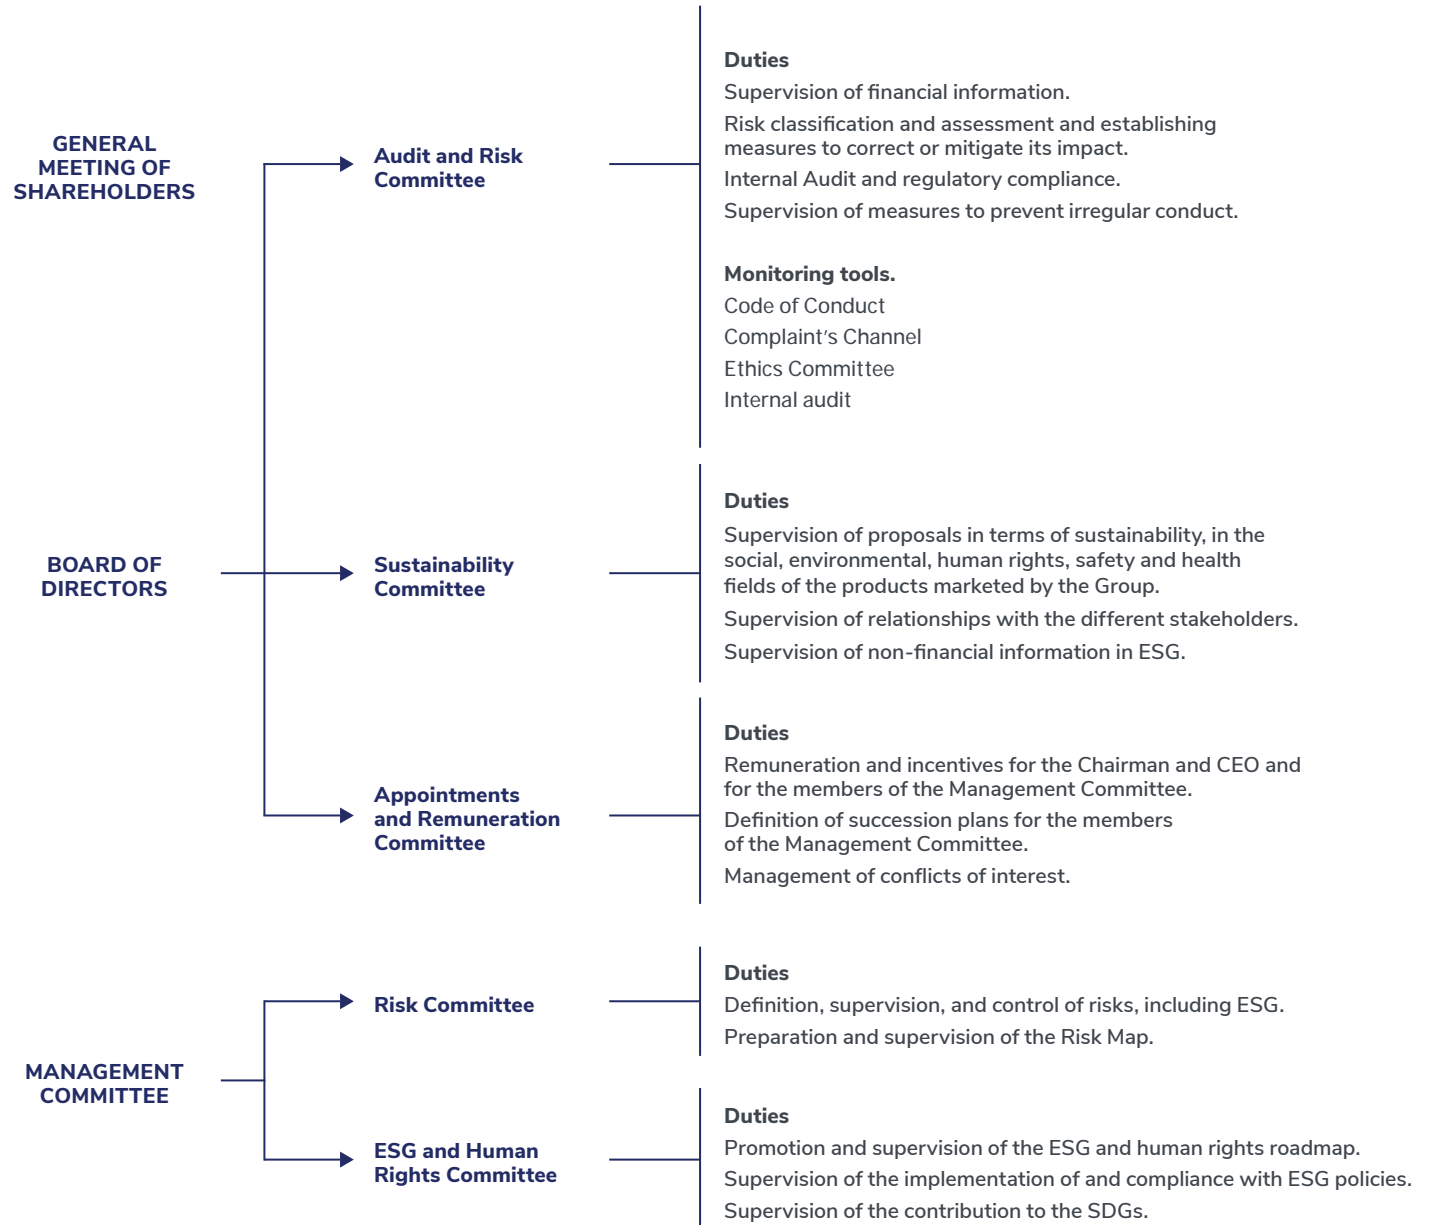 GENERAL
MEETING OF
SHAREHOLDERS
Audit and Risk
Committee
Duties
Supervision of financial information.
Risk classification and assessment and establishing
measures to correct or mitigate its impact.
Internal Audit and regulatory compliance.
Supervision of measures to prevent irregular conduct.
Monitoring tools.
Code of Conduct
Complaint's Channel
Ethics Committee
Internal audit
BOARD OF
DIRECTORS
Sustainability
Committee
Duties
Supervision of proposals in terms of sustainability, in the
social, environmental, human rights, safety and health
fields of the products marketed by the Group.
Supervision of relationships with the different stakeholders.
Supervision of non-financial information in ESG.
Appointments
and Remuneration
Committee
Duties
Remuneration and incentives for the Chairman and CEO and
for the members of the Management Committee.
Definition of succession plans for the members
of the Management Committee.
Management of conflicts of interest.
MANAGEMENT
COMMITTEE
Risk Committee
Duties
Definition, supervision, and control of risks, including ESG.
Preparation and supervision of the Risk Map.
ESG and Human
Rights Committee
Duties
Promotion and supervision of the ESG and human rights roadmap.
Supervision of the implementation of and compliance with ESG policies.
Supervision of the contribution to the SDGs.